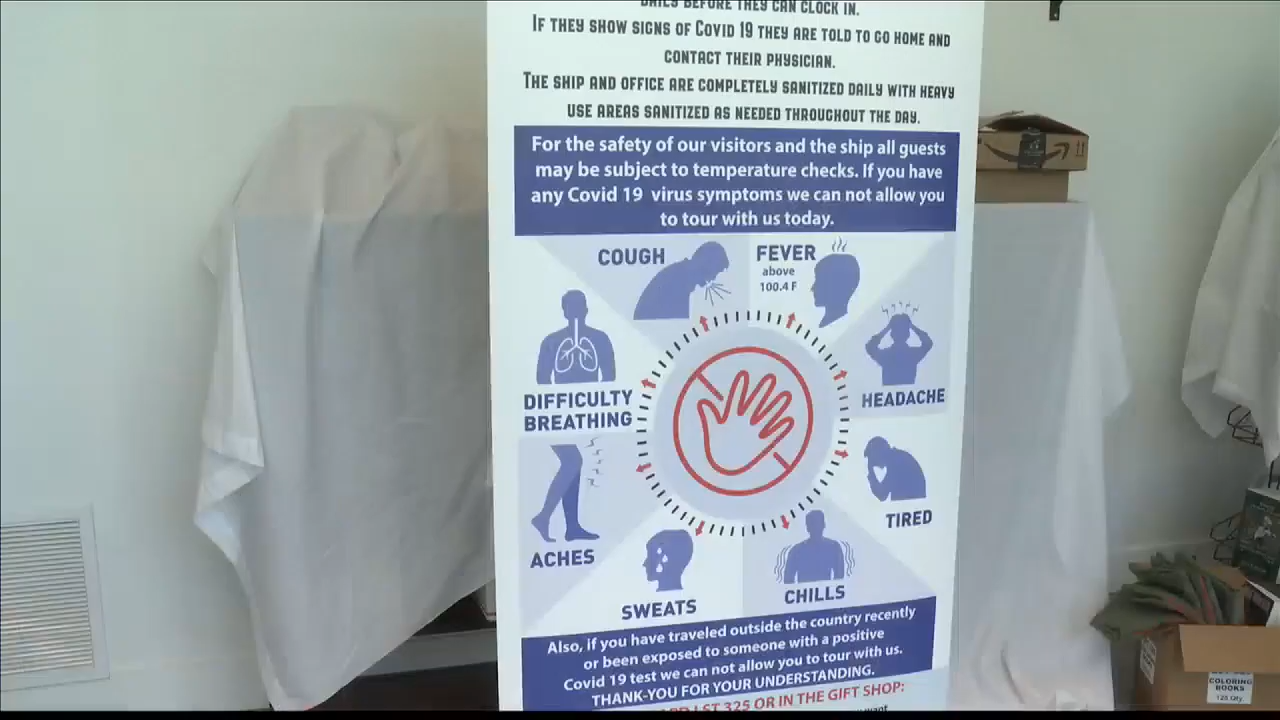 DAILY BEFORE THEY CAN CLOCK IN.
IF THEY SHOW SIGNS OF COVID 19 THEY ARE TOLD TO GO HOME AND
CONTACT THEIR PHYSICIAN.
THE SHIP AND OFFICE ARE COMPLETELY SANITIZED DAILY WITH HEAVY
USE AREAS SANITIZED AS NEEDED THROUGHOUT THE DAY.
For the safety of our visitors and the ship all guests
may be subject to temperature checks. If you have
any Covid 19 virus symptoms we can not allow you
to tour with us today.
COUGH
FEVER
above
100.4 F
DIFFICULTY
BREATHING
HEADACHE
ACHES
TIRED
SWEATS
CHILLS
Also, if you have traveled outside the country recently
or been exposed to someone with a positive
Covid 19 test we can not allow you to tour with us.
THANK-YOU FOR YOUR UNDERSTANDING.
LST 325 OR IN THE GIFT SHOP:
want
COLORING
BOOKS